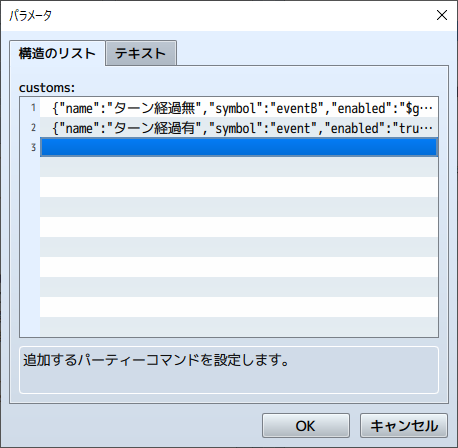 パラメータ
構造のリスト
テキスト
customs:
1 {"name":"ターン経過無","symbol":"eventB","enabled":"$g…
2 {"name":"ターン経過有","symbol":"event","enabled":"tru…
3
追加するパーティーコマンドを設定します。
OK
キャンセル